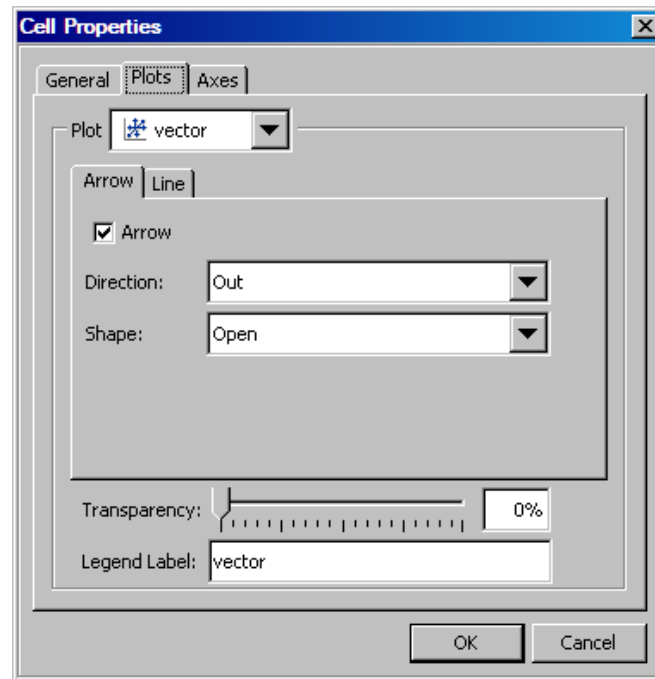 Cell Properties
General Plots Axes
Plot vector
Arrow Line
Arrow
Direction: Out
Shape: Open
Transparency: 0%
Legend Label: vector
OK Cancel